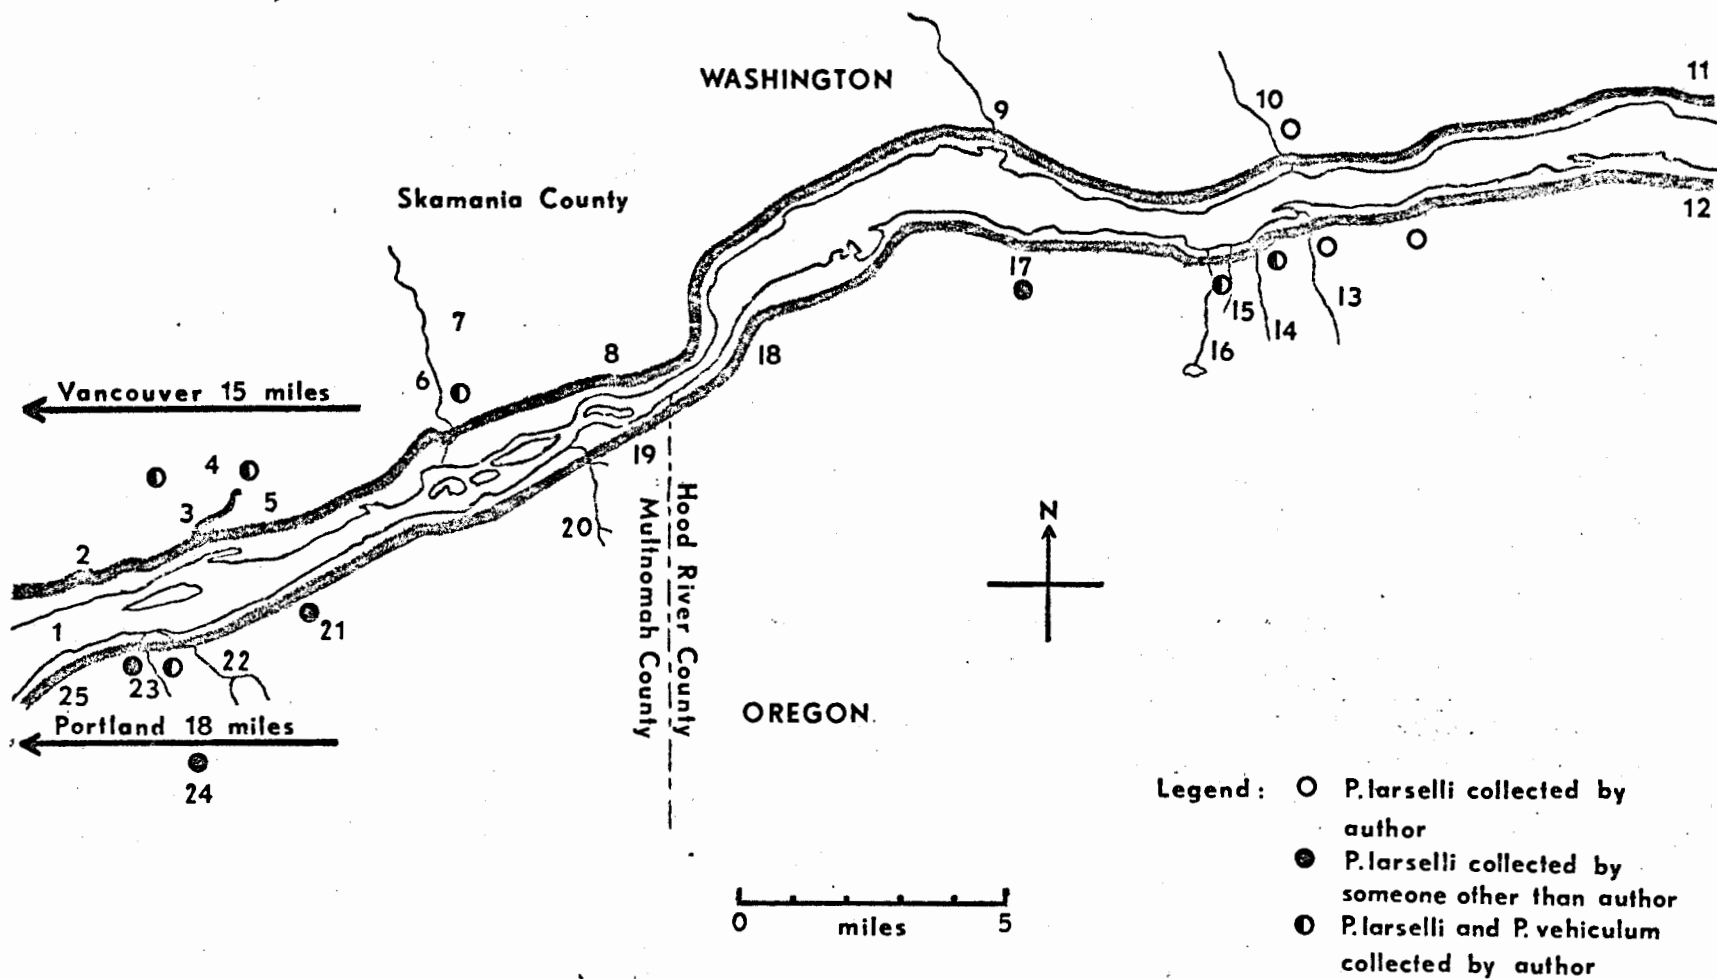 WASHINGTON
11
10
9
Skamania County
12
17
13
15
14
16
7
8
18
6
Vancouver 15 miles
19
4
3
5
20
2
Hood River County
Multnomah County
N
1
21
22
23
25
OREGON
Portland 18 miles
24
Legend: P. larselli collected by
author
P. larselli collected by
someone other than author
P. larselli and P. vehiculum
collected by author
0 5
miles